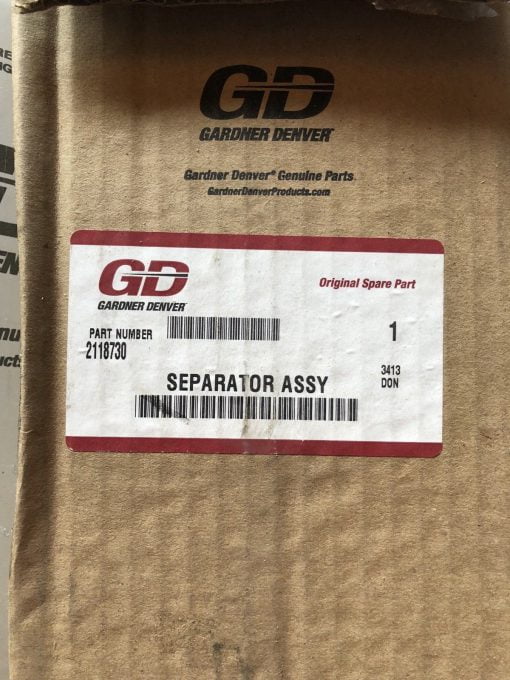 GD
GARDNER DENVER
Gardner Denver® Genuine Parts
GardnerDenverProducts.com
GD
GARDNER DENVER
Original Spare Part
PART NUMBER
2118730
1
3413
DON
SEPARATOR ASSY